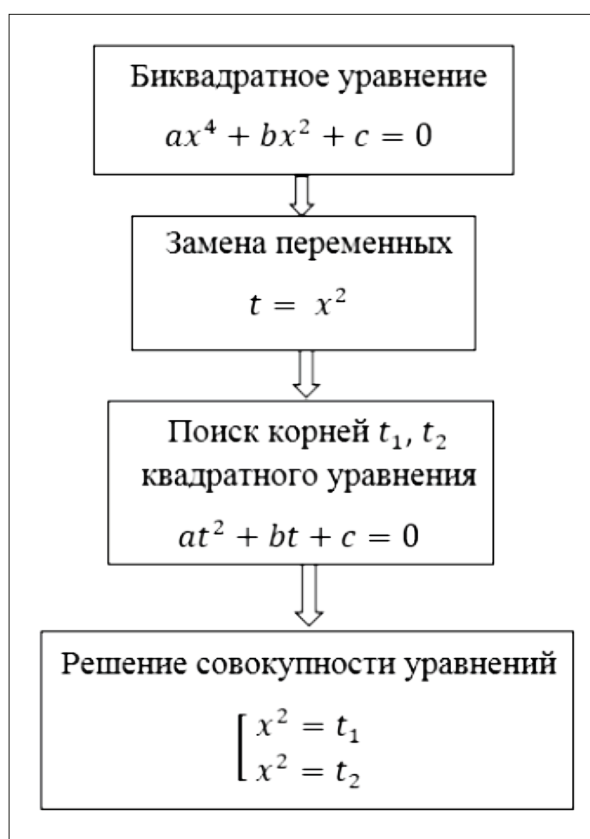 Биквадратное уравнение
ax⁴ + bx² + c = 0
Замена переменных
t = x²
Поиск корней t₁, t₂
квадратного уравнения
at² + bt + c = 0
Решение совокупности уравнений
[ x² = t₁
x² = t₂